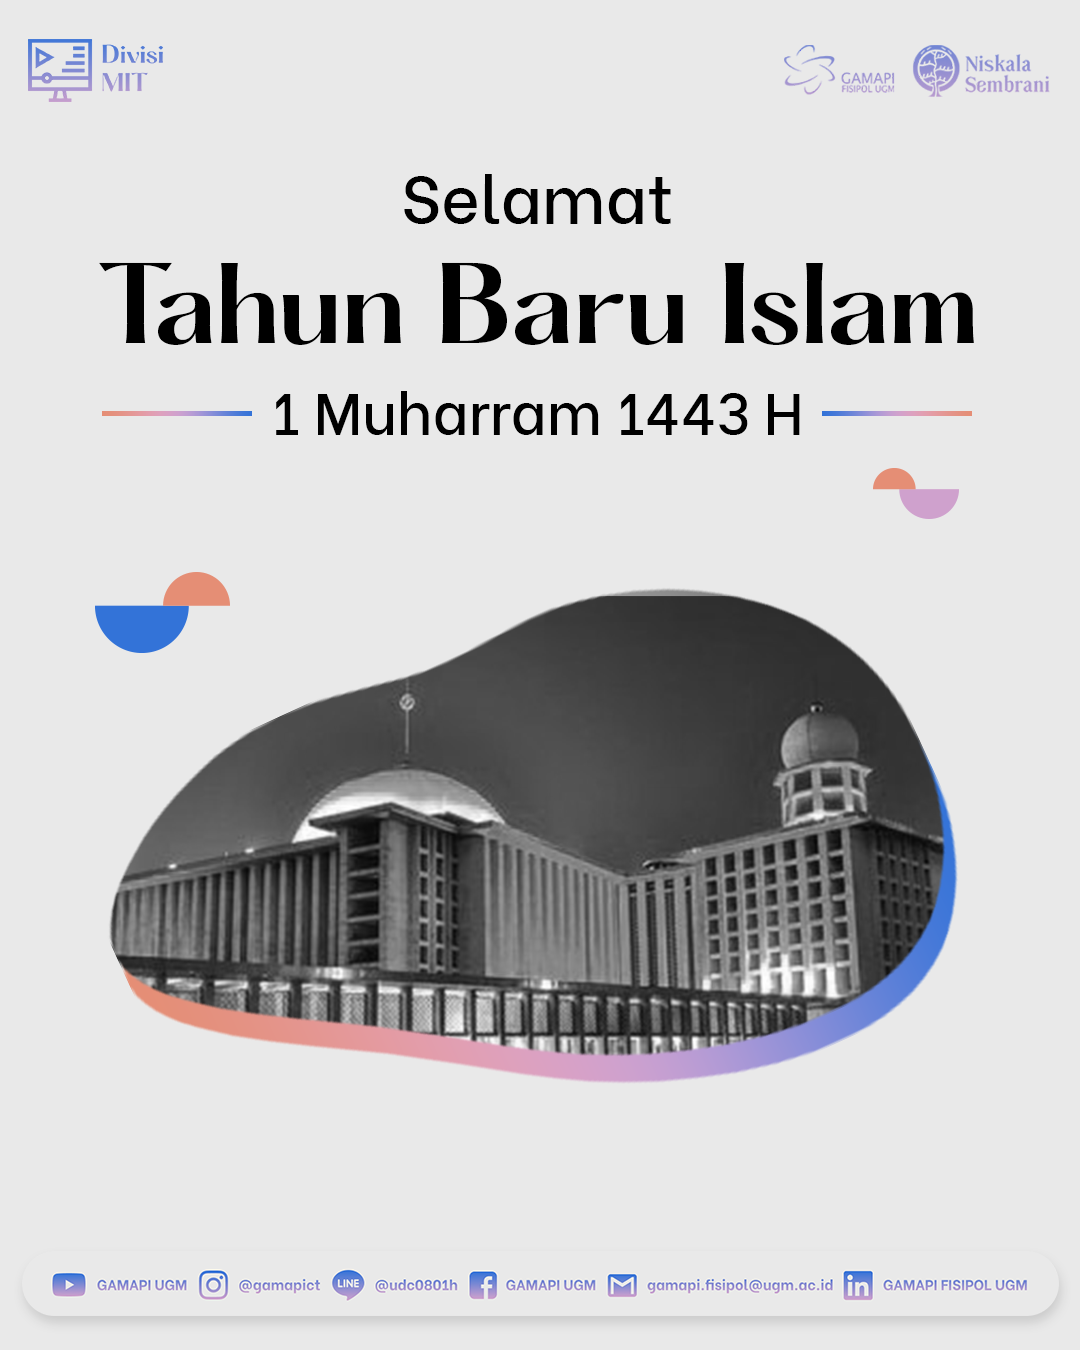 Divisi
MIT
GAMAPI
FISIPOL UGM
Niskala
Sembrani
Selamat
Tahun Baru Islam
1 Muharram 1443 H
GAMAPI UGM
@gamapict
LINE
@udc0801h
GAMAPI UGM
gamapi.fisipol@ugm.ac.id
in
GAMAPI FISIPOL UGM